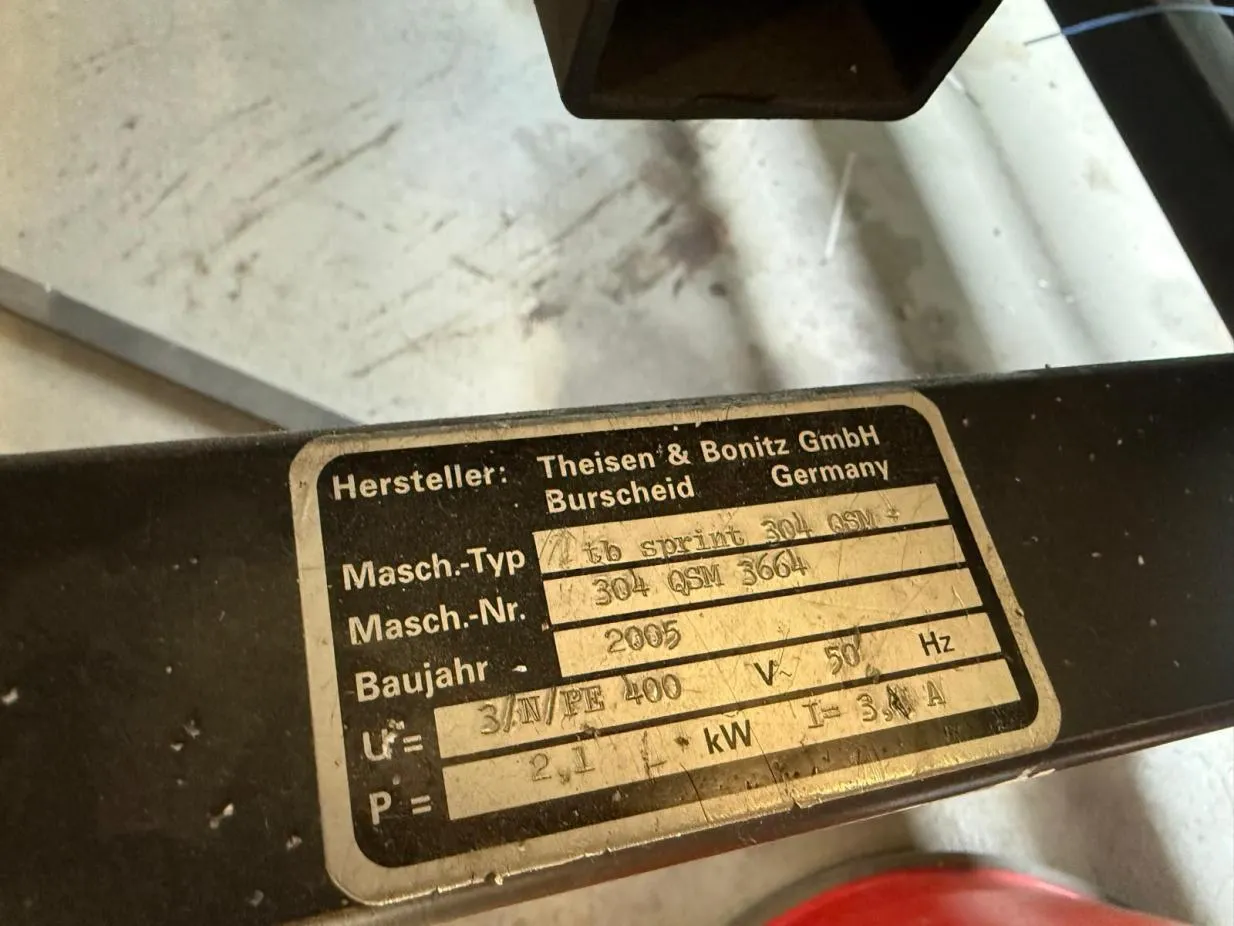 Hersteller: Theisen & Bonitz GmbH
Burscheid Germany
Masch.-Typ tb sprint 304 QSM +
Masch.-Nr. 304 QSM 3664
Baujahr 2005
U = 3/N/PE 400 V~ 50 Hz
P = 2,1 kW I= A